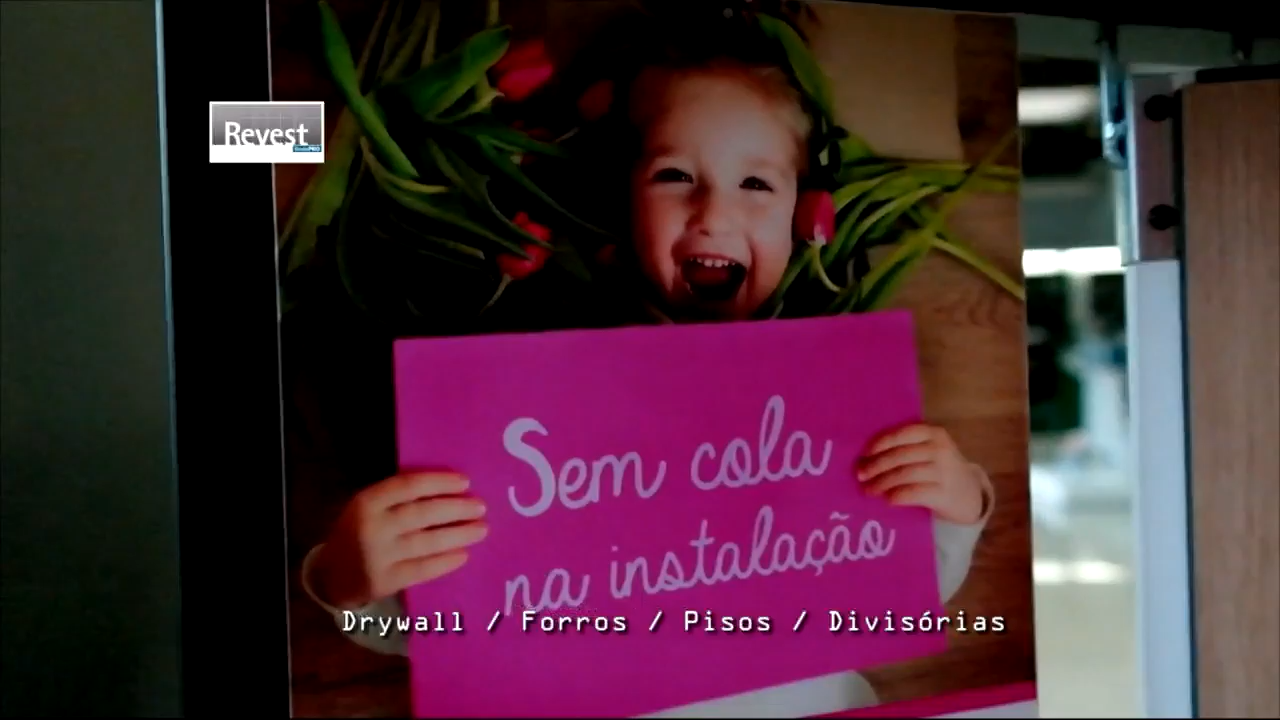 Revest
Sem cola
na instalação
Drywall / Forros / Pisos / Divisórias